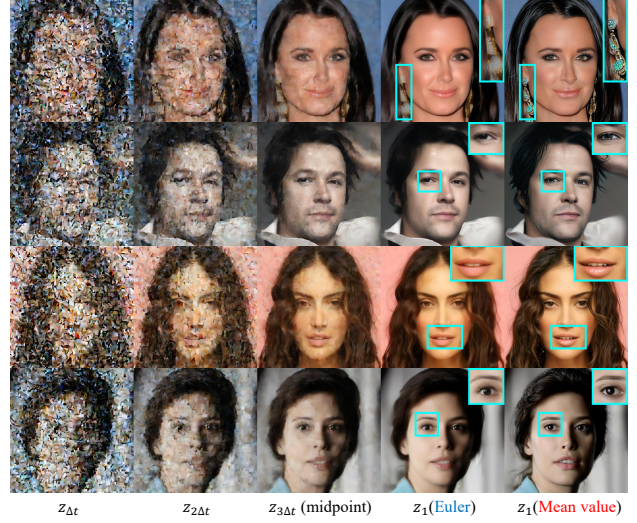 z_{Δt} z_{2Δt} z_{3Δt} (midpoint) z_1(Euler) z_1(Mean value)